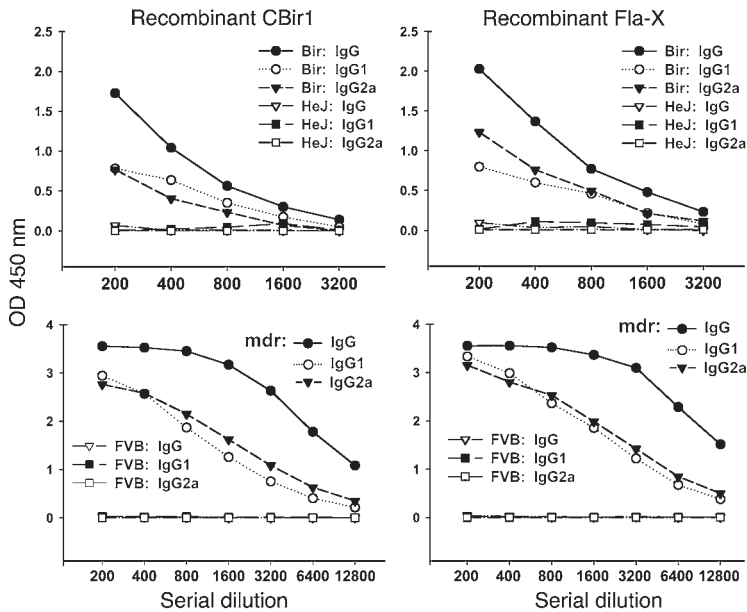 Recombinant CBir1
Recombinant Fla-X
OD 450 nm
2.5
2.0
1.5
1.0
0.5
0.0
Bir: IgG
Bir: IgG1
Bir: IgG2a
HeJ: IgG
HeJ: IgG1
HeJ: IgG2a
200 400 800 1600 3200
2.5
2.0
1.5
1.0
0.5
0.0
Bir: IgG
Bir: IgG1
Bir: IgG2a
HeJ: IgG
HeJ: IgG1
HeJ: IgG2a
200 400 800 1600 3200
4
3
2
1
0
mdr: IgG
IgG1
IgG2a
FVB: IgG
FVB: IgG1
FVB: IgG2a
200 400 800 1600 3200 6400 12800
Serial dilution
4
3
2
1
0
mdr: IgG
IgG1
IgG2a
FVB: IgG
FVB: IgG1
FVB: IgG2a
200 400 800 1600 3200 6400 12800
Serial dilution